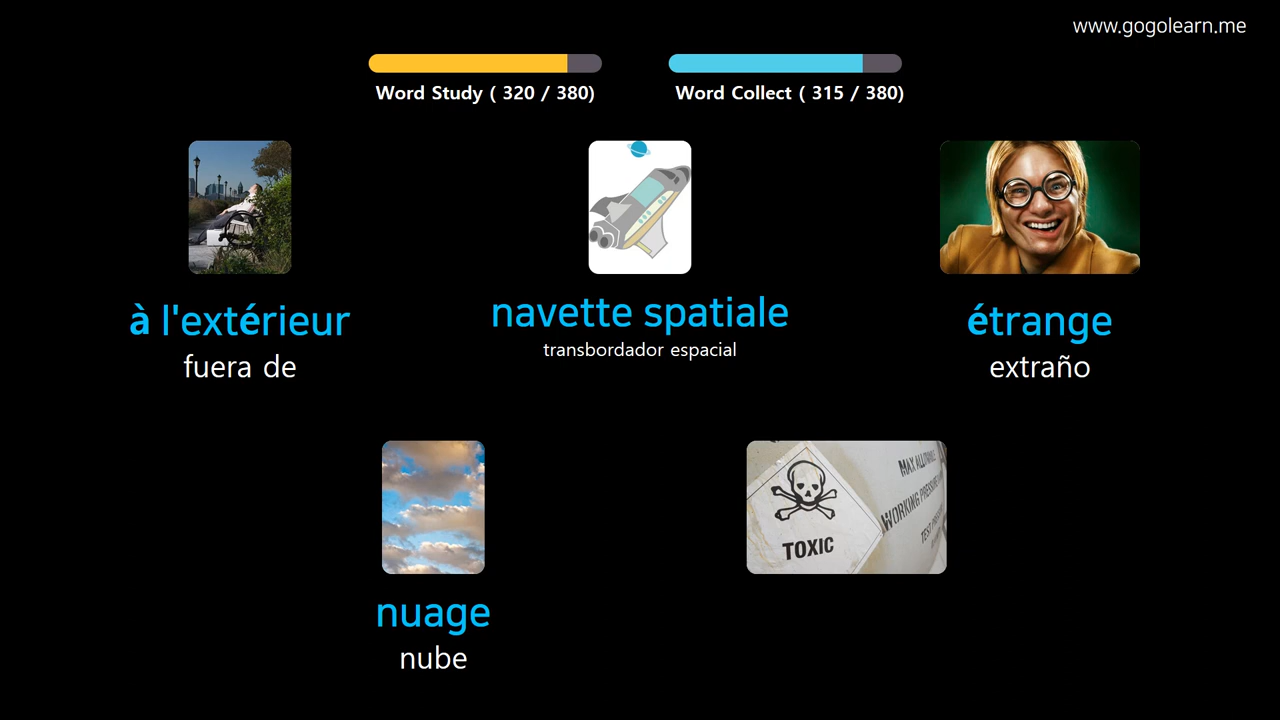 www.gogolearn.me
Word Study ( 320 / 380)
Word Collect ( 315 / 380)
à l'extérieur
fuera de
navette spatiale
transbordador espacial
étrange
extraño
nuage
nube
TOXIC
MAX
WORKING PRESSURE
TEST